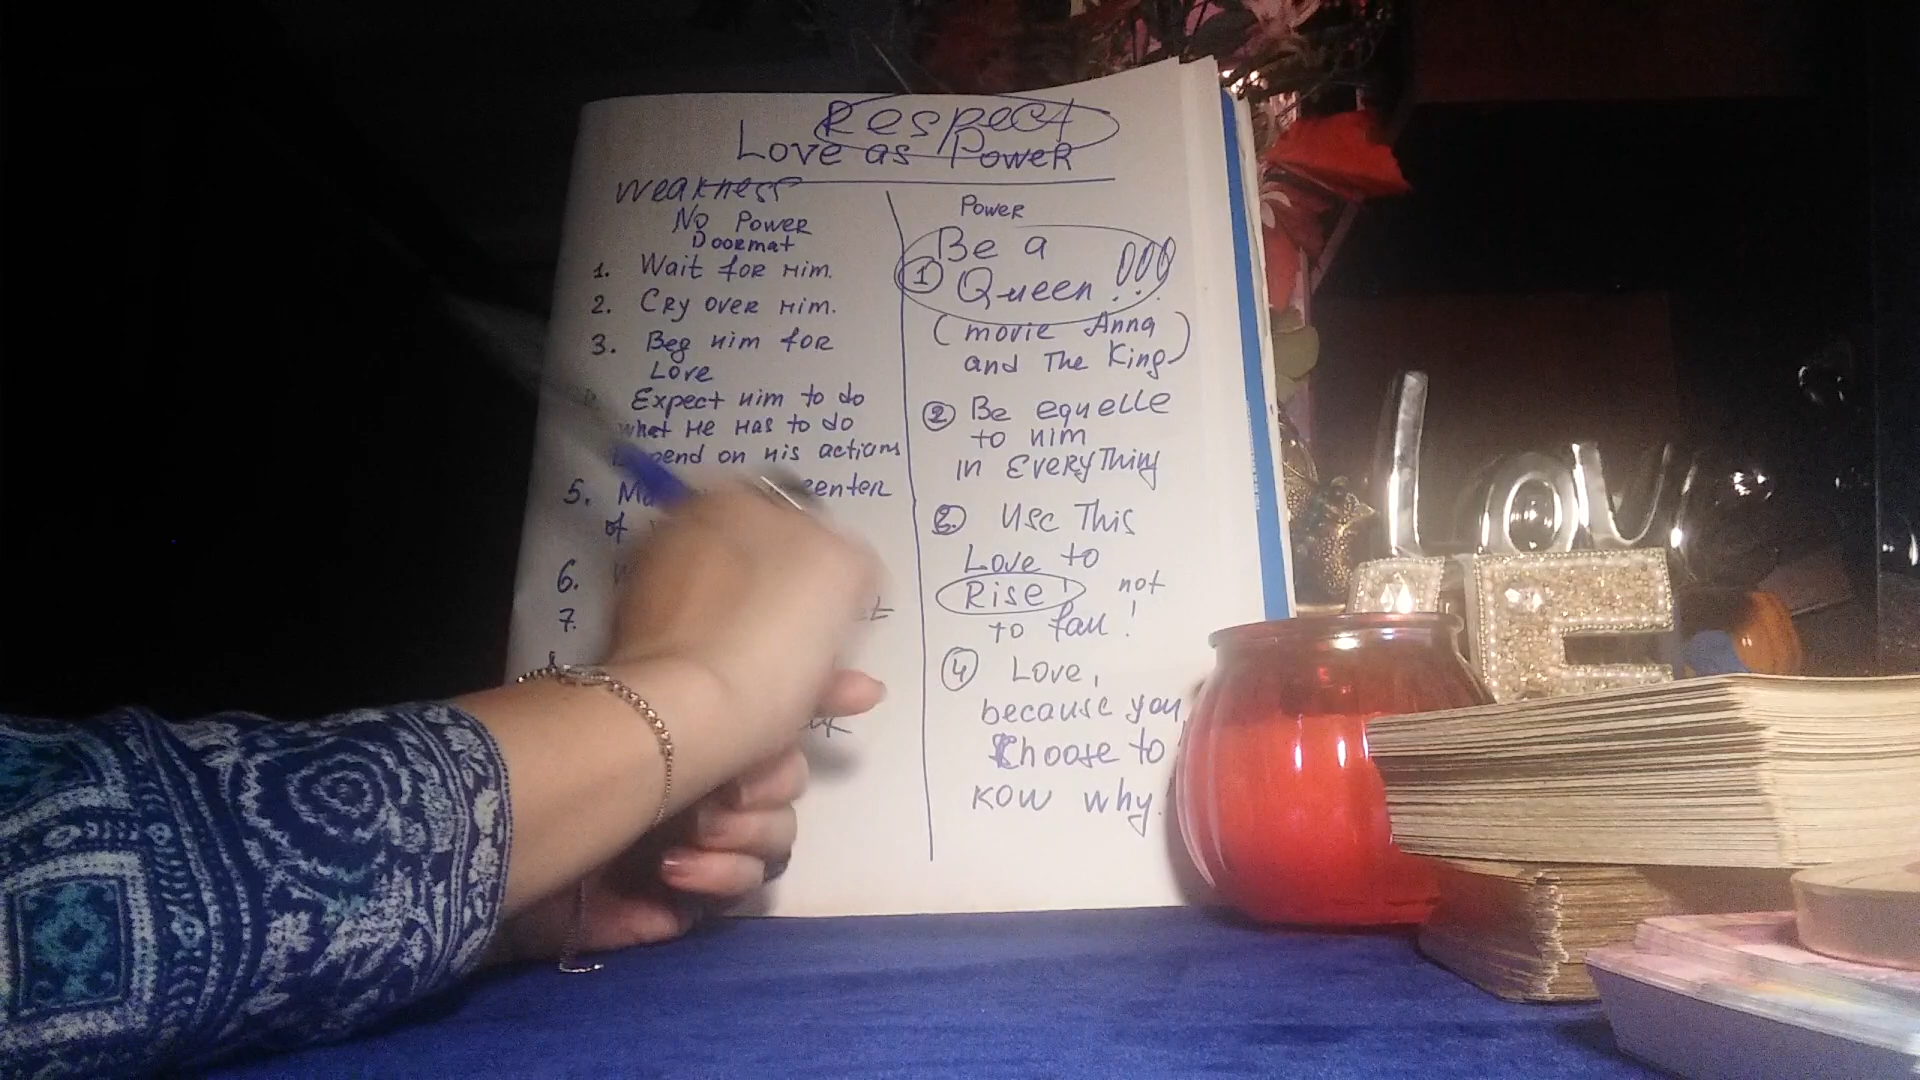 Respect
Love as Power
Weakness
No Power
Doormat
1. Wait for Him.
2. Cry over Him.
3. Beg him for
Love
Expect him to do
what He Has to do
on his actions
5. center
of
6.
7.
Power
Be a
1 Queen !!!
(movie Anna
and The King)
2 Be equelle
to him
in EveryThing
3. Use This
Love to
Rise! not
to fall!
4 Love,
because you
Choose to
kow why.
LOV
E